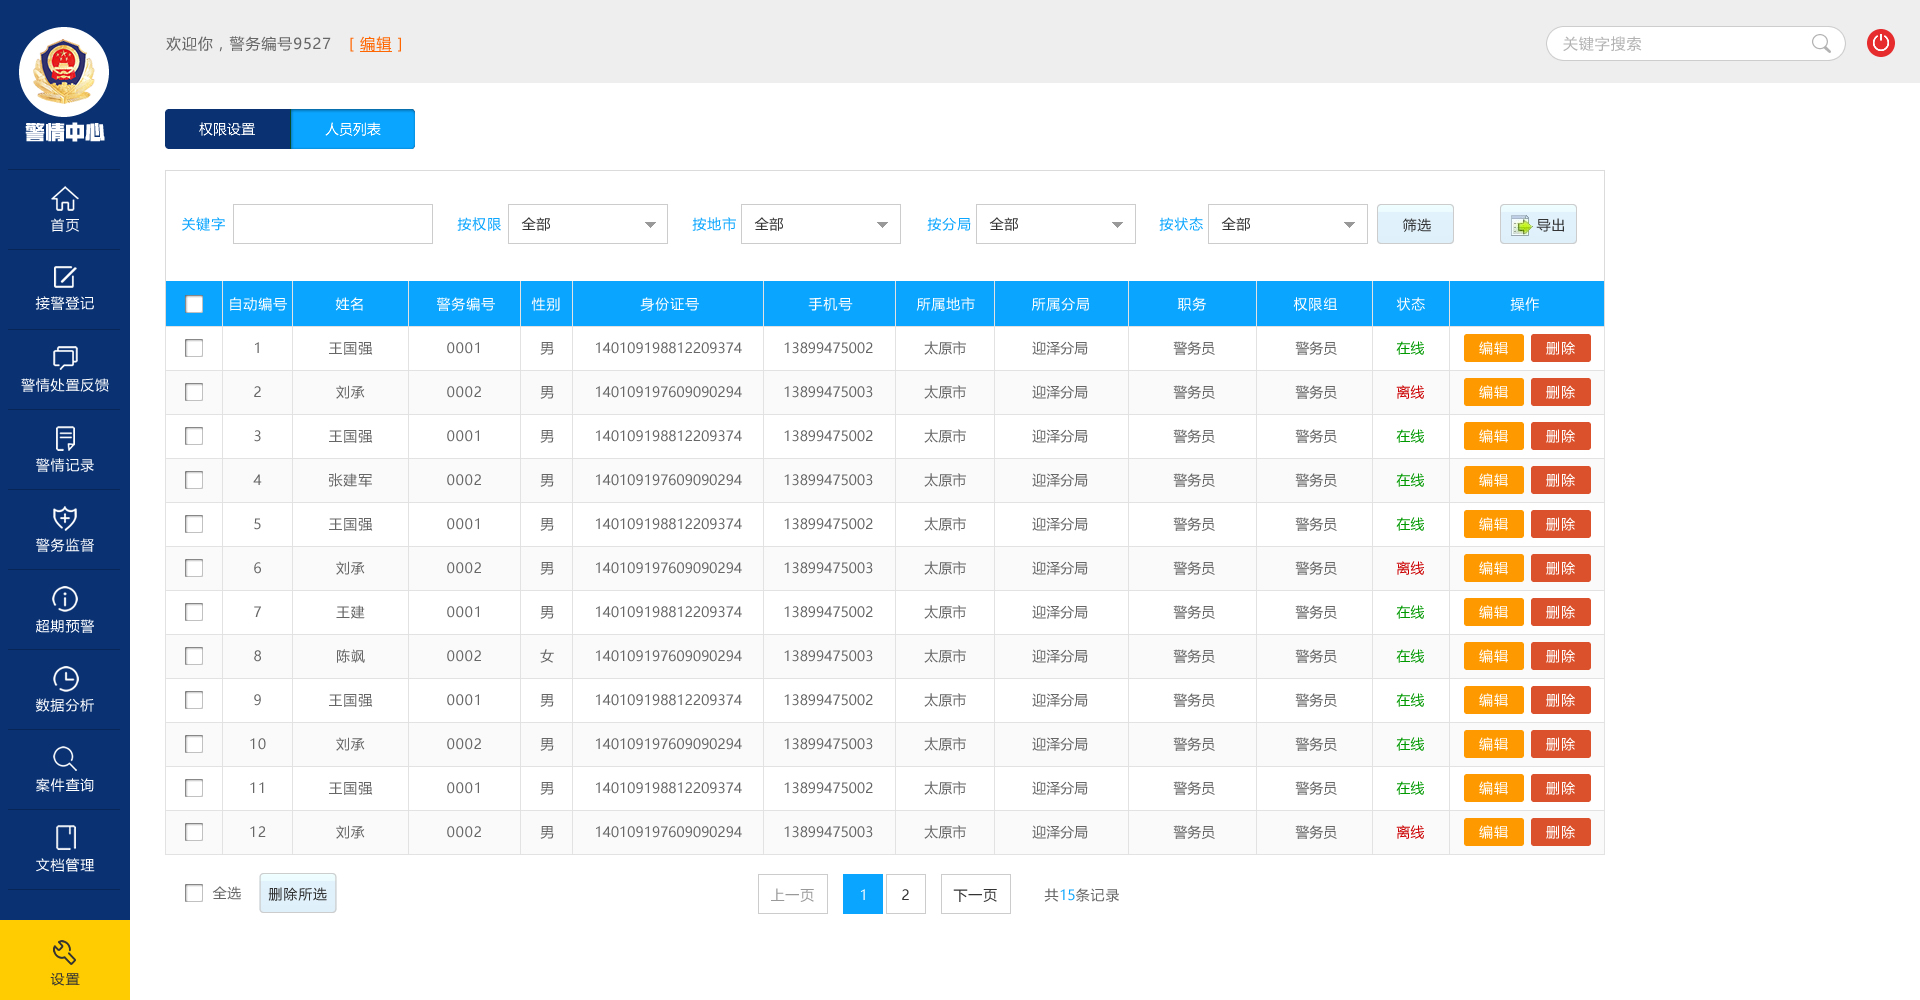 欢迎你，警务编号9527 [ 编辑 ]
关键字搜索
警情中心
首页
接警登记
警情处置反馈
警情记录
警务监督
超期预警
数据分析
案件查询
文档管理
设置
权限设置 人员列表
关键字 按权限 全部 按地市 全部 按分局 全部 按状态 全部 筛选 导出
自动编号 姓名 警务编号 性别 身份证号 手机号 所属地市 所属分局 职务 权限组 状态 操作
1 王国强 0001 男 140109198812209374 13899475002 太原市 迎泽分局 警务员 警务员 在线 编辑 删除
2 刘承 0002 男 140109197609090294 13899475003 太原市 迎泽分局 警务员 警务员 离线 编辑 删除
3 王国强 0001 男 140109198812209374 13899475002 太原市 迎泽分局 警务员 警务员 在线 编辑 删除
4 张建军 0002 男 140109197609090294 13899475003 太原市 迎泽分局 警务员 警务员 在线 编辑 删除
5 王国强 0001 男 140109198812209374 13899475002 太原市 迎泽分局 警务员 警务员 在线 编辑 删除
6 刘承 0002 男 140109197609090294 13899475003 太原市 迎泽分局 警务员 警务员 离线 编辑 删除
7 王建 0001 男 140109198812209374 13899475002 太原市 迎泽分局 警务员 警务员 在线 编辑 删除
8 陈飒 0002 女 140109197609090294 13899475003 太原市 迎泽分局 警务员 警务员 在线 编辑 删除
9 王国强 0001 男 140109198812209374 13899475002 太原市 迎泽分局 警务员 警务员 在线 编辑 删除
10 刘承 0002 男 140109197609090294 13899475003 太原市 迎泽分局 警务员 警务员 在线 编辑 删除
11 王国强 0001 男 140109198812209374 13899475002 太原市 迎泽分局 警务员 警务员 在线 编辑 删除
12 刘承 0002 男 140109197609090294 13899475003 太原市 迎泽分局 警务员 警务员 离线 编辑 删除
全选 删除所选 上一页 1 2 下一页 共15条记录